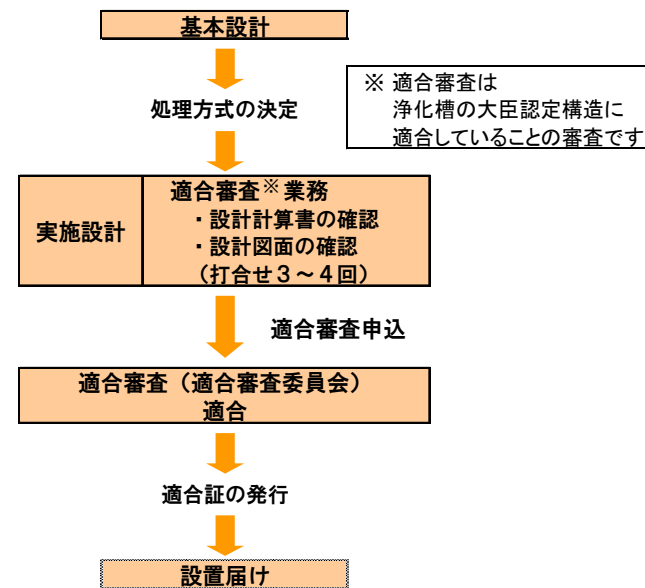 基本設計
処理方式の決定
※ 適合審査は
浄化槽の大臣認定構造に
適合していることの審査です
実施設計
適合審査※業務
・設計計算書の確認
・設計図面の確認
（打合せ３～４回）
適合審査申込
適合審査（適合審査委員会）
適合
適合証の発行
設置届け